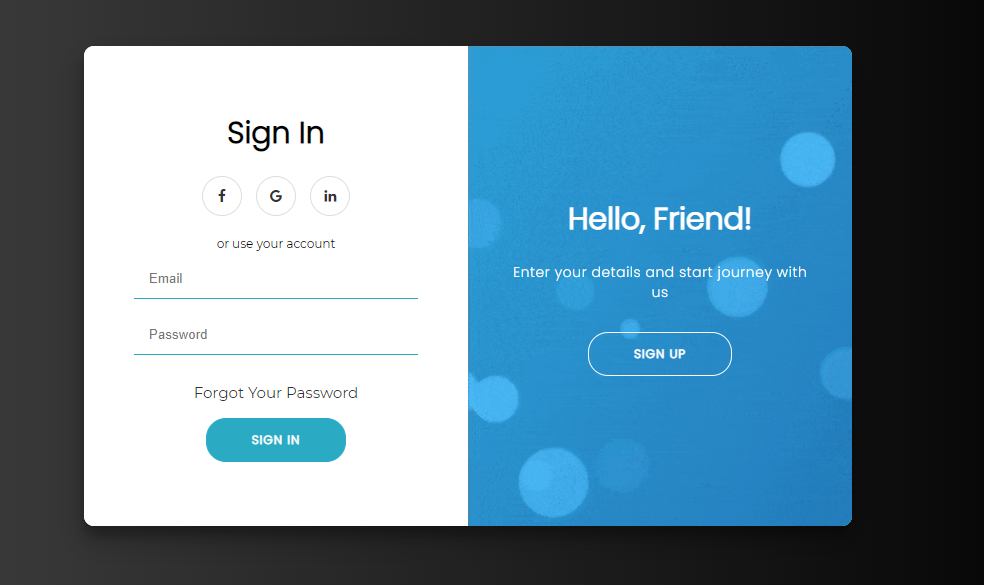 Sign In
f G in
or use your account
Email
Password
Forgot Your Password
SIGN IN
Hello, Friend!
Enter your details and start journey with
us
SIGN UP